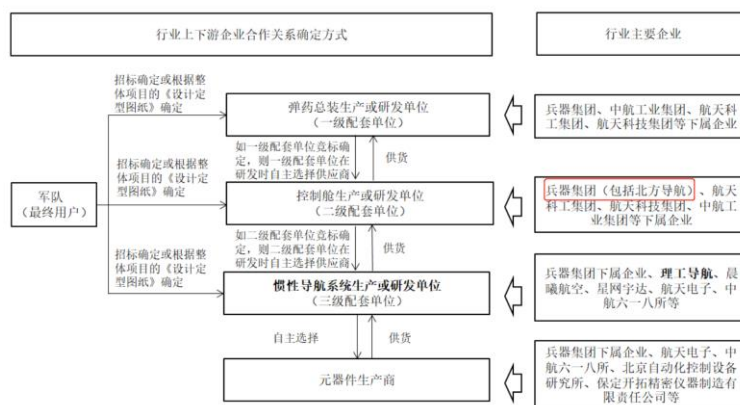 行业上下游企业合作关系确定方式
行业主要企业
招标确定或根据整
体项目的《设计定
型图纸》确定
弹药总装生产或研发单位
（一级配套单位）
兵器集团、中航工业集团、航天科
工集团、航天科技集团等下属企业
如一级配套单位竞标确
定，则一级配套单位在
研发时自主选择供应商
供货
招标确定或根据整
体项目的《设计定
型图纸》确定
军队
（最终用户）
控制舱生产或研发单位
（二级配套单位）
兵器集团（包括北方导航）、航天
科工集团、航天科技集团、中航工
业集团等下属企业
如二级配套单位竞标确
定，则二级配套单位在
研发时自主选择供应商
供货
招标确定或根据整
体项目的《设计定
型图纸》确定
惯性导航系统生产或研发单位
（三级配套单位）
兵器集团下属企业、理工导航、晨
曦航空、星网宇达、航天电子、中
航六一八所等
自主选择
供货
元器件生产商
兵器集团下属企业、航天电子、中
航六一八所、北京自动化控制设备
研究所、保定开拓精密仪器制造有
限责任公司等